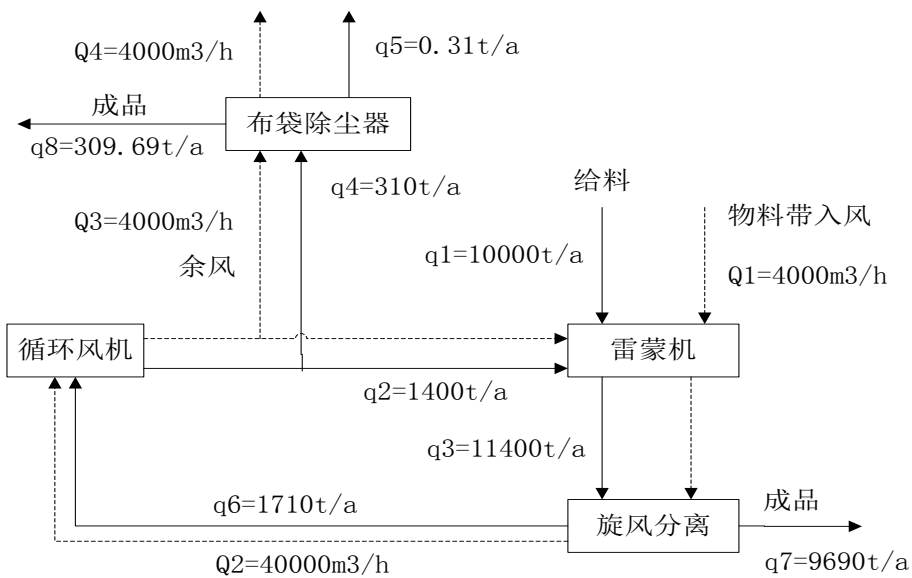 Q4=4000m3/h
q5=0.31t/a
成品
布袋除尘器
q8=309.69t/a
q4=310t/a
给料
Q3=4000m3/h
物料带入风
余风
q1=10000t/a
Q1=4000m3/h
循环风机
雷蒙机
q2=1400t/a
q3=11400t/a
q6=1710t/a
旋风分离
成品
Q2=40000m3/h
q7=9690t/a